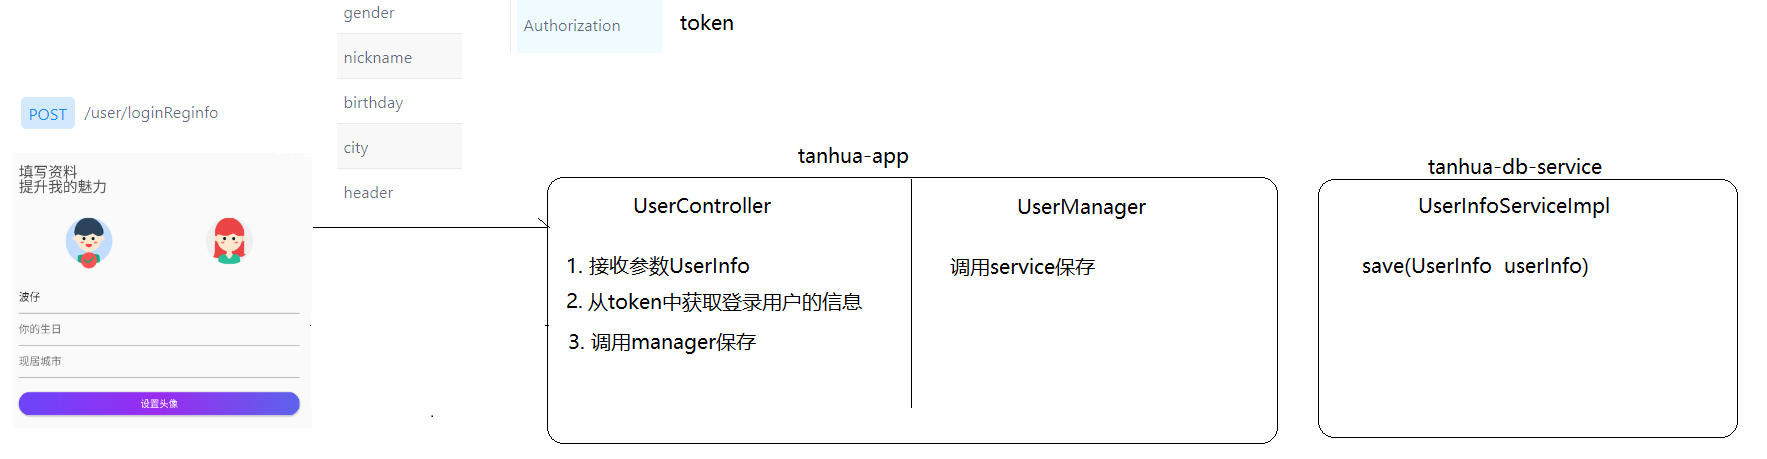 POST /user/loginReginfo
填写资料
提升我的魅力
波仔
你的生日
现居城市
设置头像
gender
nickname
birthday
city
header
Authorization token
tanhua-app
UserController
1. 接收参数UserInfo
2. 从token中获取登录用户的信息
3. 调用manager保存
UserManager
调用service保存
tanhua-db-service
UserInfoServiceImpl
save(UserInfo userInfo)